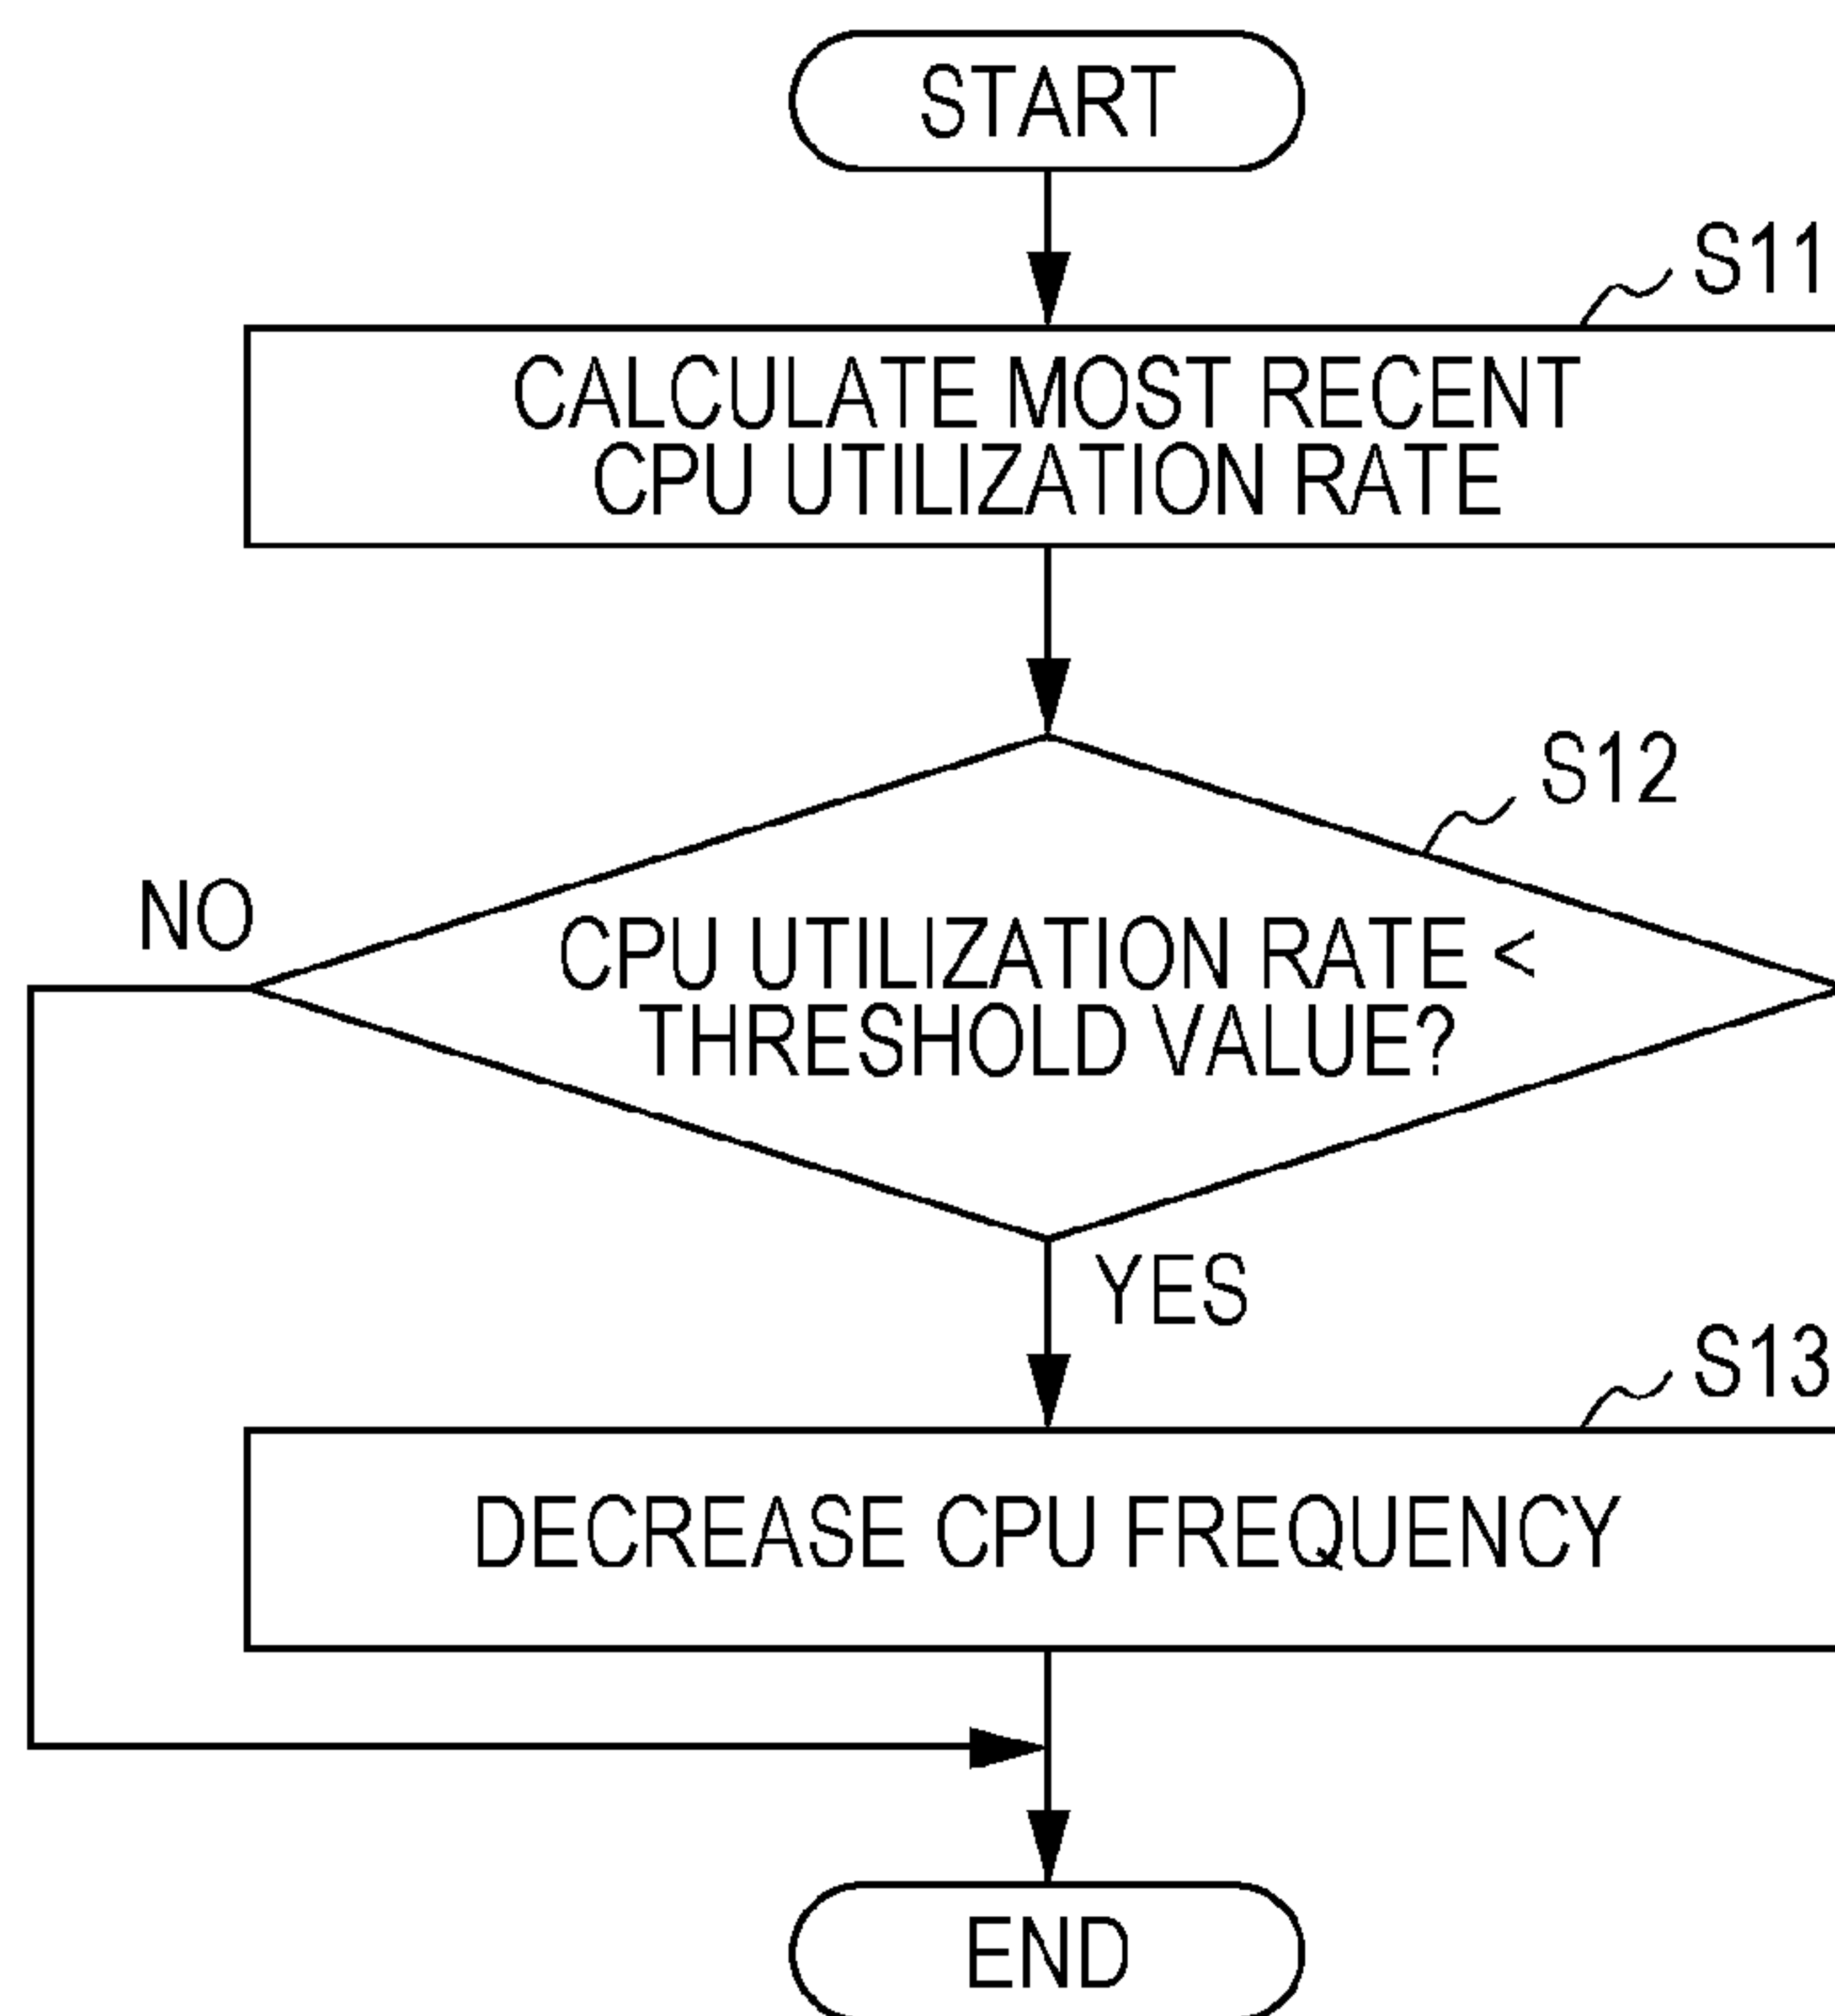 START
S11
CALCULATE MOST RECENT
CPU UTILIZATION RATE
S12
NO
CPU UTILIZATION RATE <
THRESHOLD VALUE?
YES
S13
DECREASE CPU FREQUENCY
END